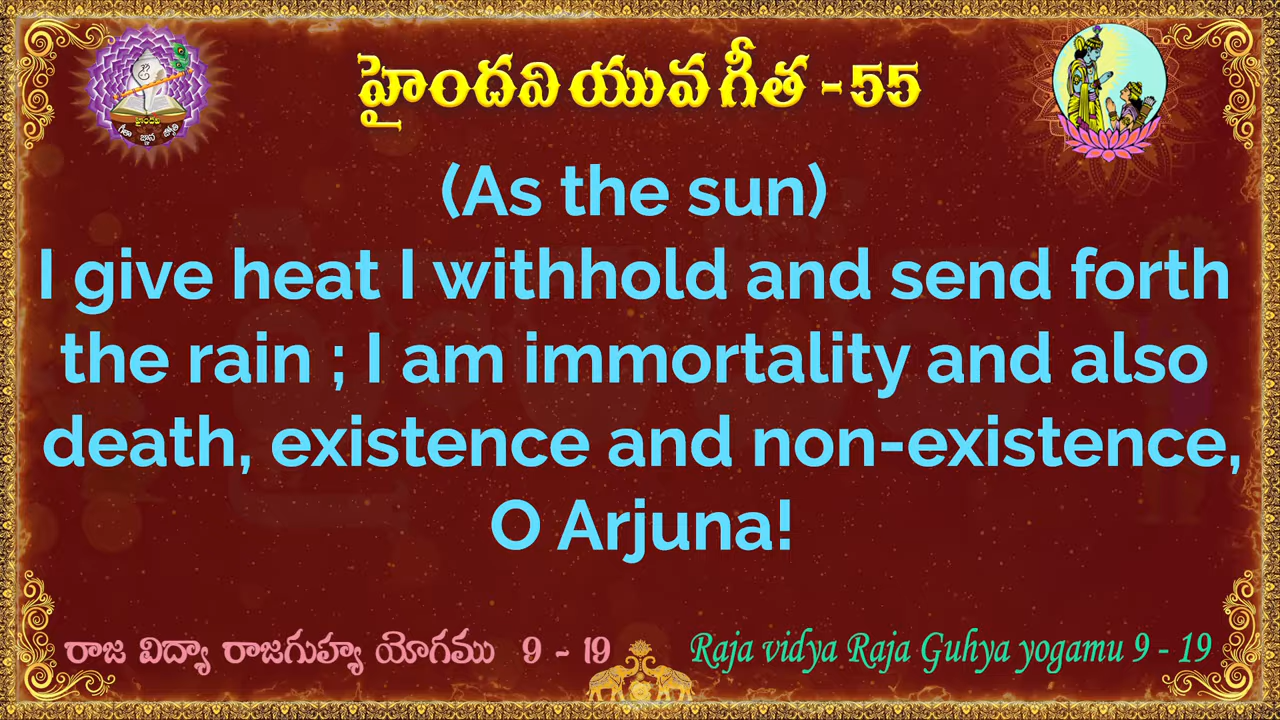 హైందవి యువ గీత - 55
(As the sun)
I give heat I withhold and send forth
the rain ; I am immortality and also
death, existence and non-existence,
O Arjuna!
రాజ విద్యా రాజగుహ్య యోగము 9 - 19
Raja vidya Raja Guhya yogamu 9 - 19
హైందవి
గీతా జ్ఞాన జ్యోతి